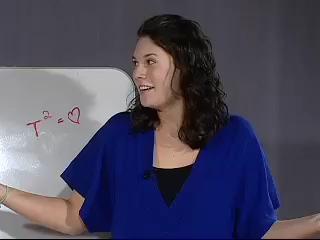 T² = ♡